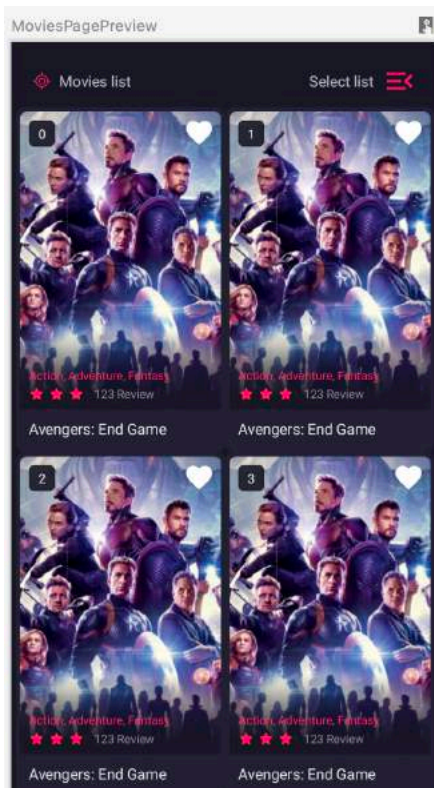 MoviesPagePreview
Movies list
Select list
0
1
Action, Adventure, Fantasy
123 Review
Avengers: End Game
Action, Adventure, Fantasy
123 Review
Avengers: End Game
2
3
Action, Adventure, Fantasy
123 Review
Avengers: End Game
Action, Adventure, Fantasy
123 Review
Avengers: End Game